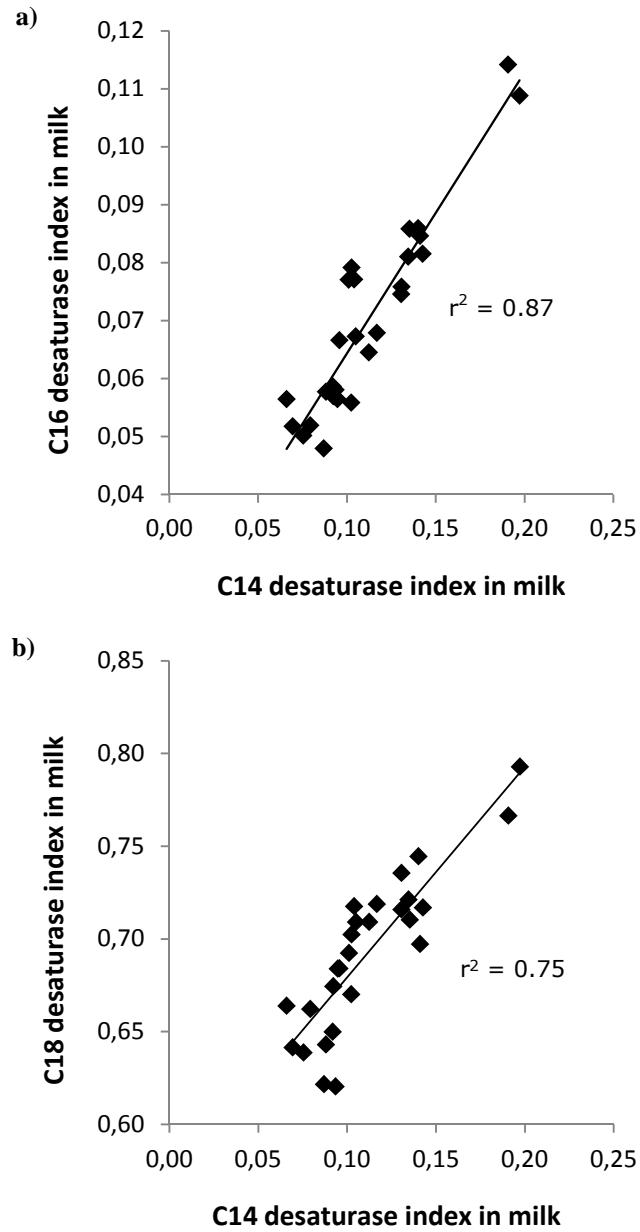 a)
0,12
0,11
0,10
0,09
0,08
0,07
0,06
0,05
0,04
C16 desaturase index in milk
r² = 0.87
0,00 0,05 0,10 0,15 0,20 0,25
C14 desaturase index in milk
b)
0,85
0,80
0,75
0,70
0,65
0,60
C18 desaturase index in milk
r² = 0.75
0,00 0,05 0,10 0,15 0,20 0,25
C14 desaturase index in milk